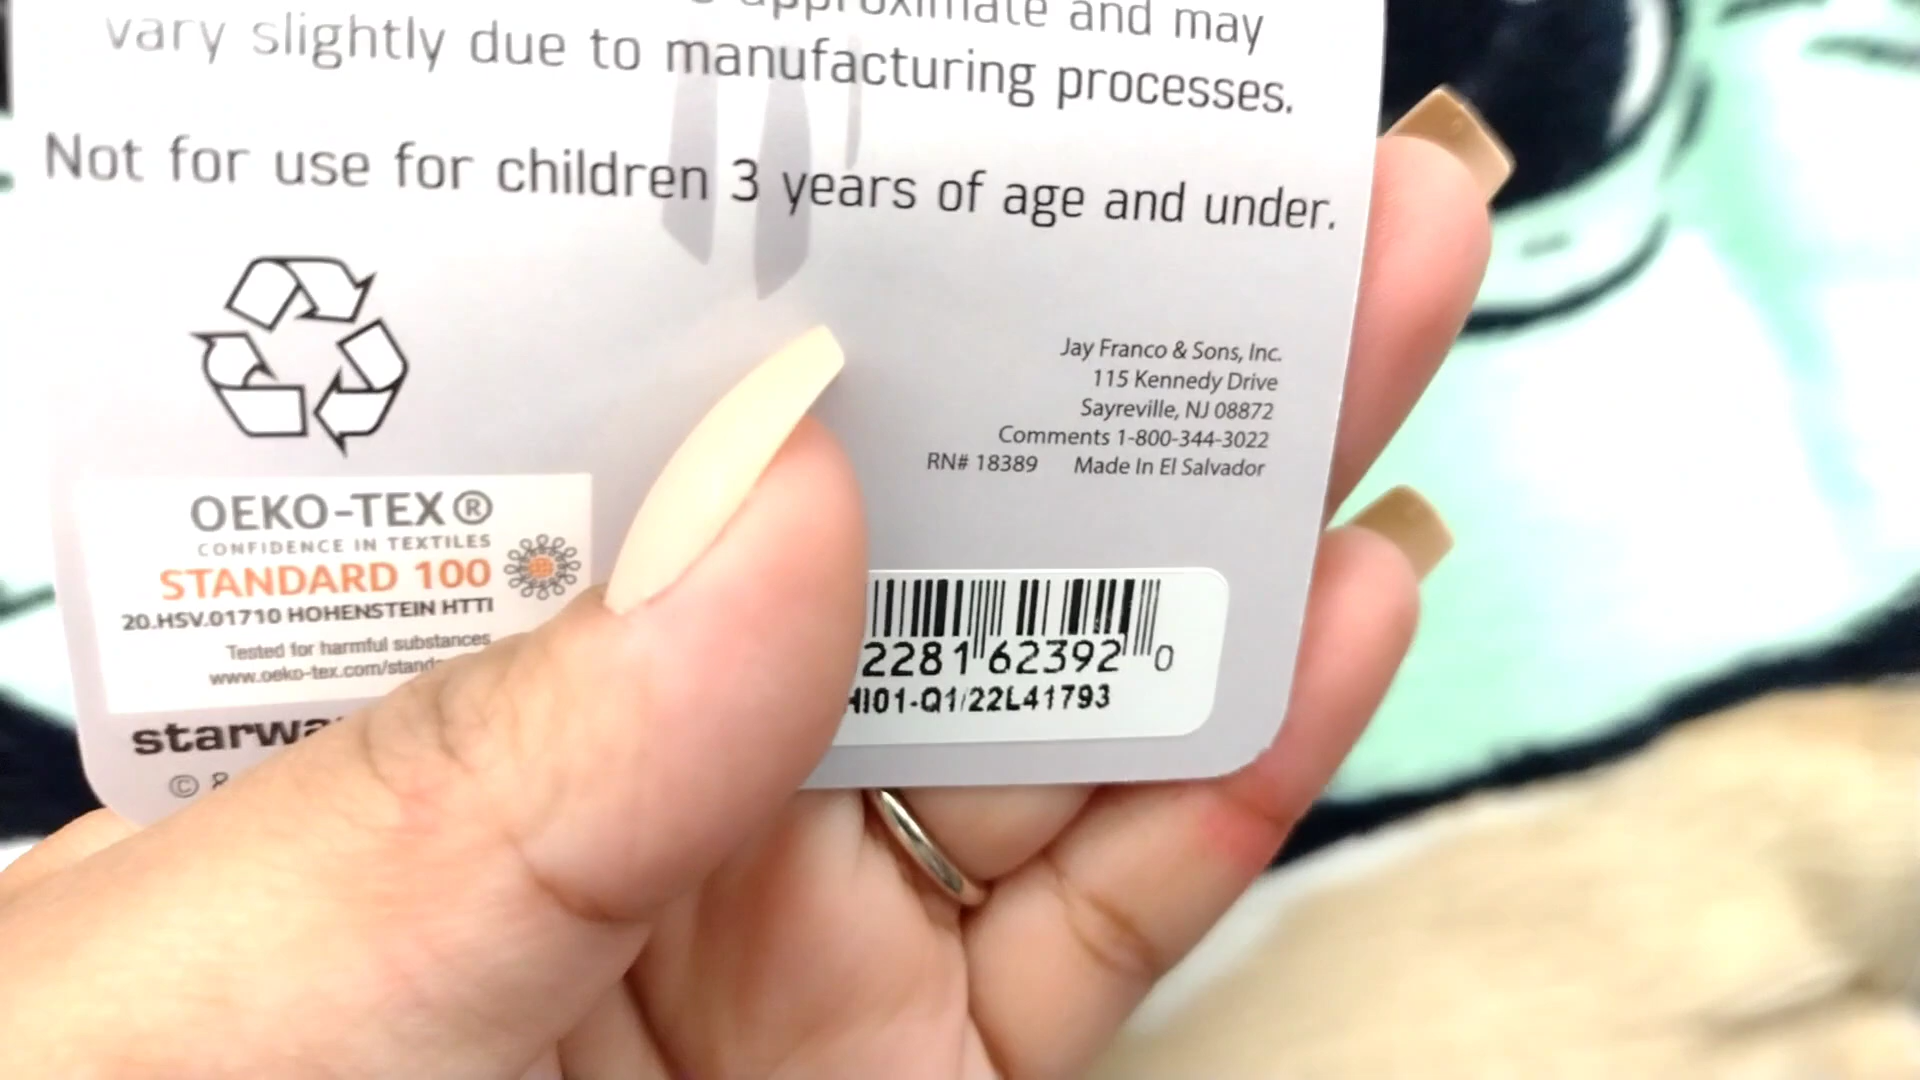 approximate and may
vary slightly due to manufacturing processes.
Not for use for children 3 years of age and under.
Jay Franco & Sons, Inc.
115 Kennedy Drive
Sayreville, NJ 08872
Comments 1-800-344-3022
RN# 18389 Made In El Salvador
OEKO-TEX®
CONFIDENCE IN TEXTILES
STANDARD 100
20.HSV.01710 HOHENSTEIN HTTI
Tested for harmful substances
www.oeko-tex.com/stand
starwa
©
2281 62392 0
HI01-Q1/22L41793